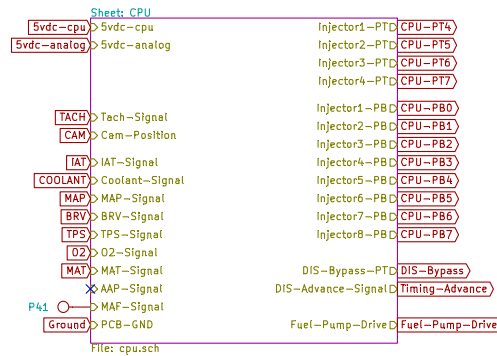 Sheet: CPU
5vdc-cpu 5vdc-cpu Injector1-PT CPU-PT4
5vdc-analog 5vdc-analog Injector2-PT CPU-PT5
Injector3-PT CPU-PT6
Injector4-PT CPU-PT7
Injector1-PB CPU-PB0
TACH Tach-Signal Injector2-PB CPU-PB1
CAM Cam-Position Injector3-PB CPU-PB2
IAT IAT-Signal Injector4-PB CPU-PB3
COOLANT Coolant-Signal Injector5-PB CPU-PB4
MAP MAP-Signal Injector6-PB CPU-PB5
BRV BRV-Signal Injector7-PB CPU-PB6
TPS TPS-Signal Injector8-PB CPU-PB7
O2 O2-Signal
MAT MAT-Signal DIS-Bypass-PT DIS-Bypass
AAP-Signal DIS-Advance-Signal Timing-Advance
P41 MAF-Signal
Ground PCB-GND Fuel-Pump-Drive Fuel-Pump-Drive
File: cpu.sch